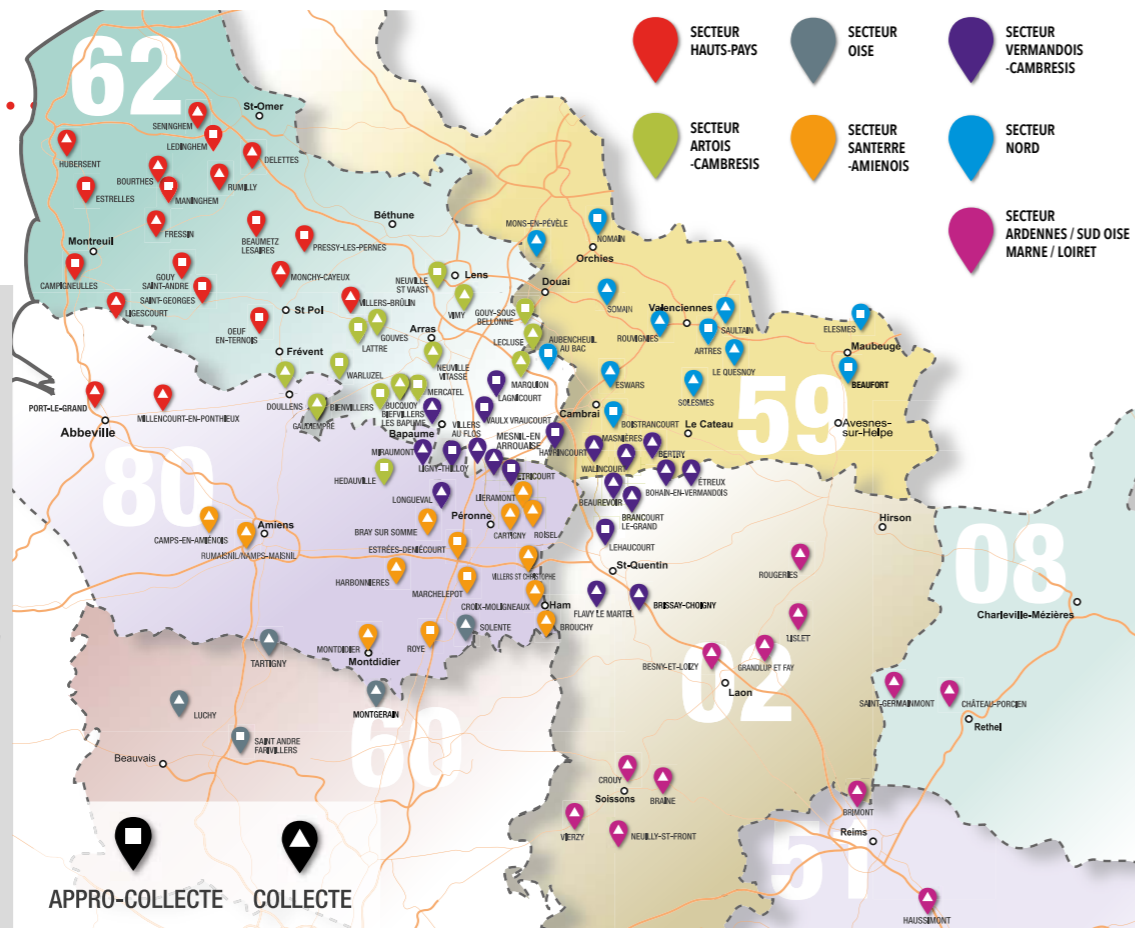 SECTEUR
HAUTS-PAYS
SECTEUR
OISE
SECTEUR
VERMANDOIS
-CAMBRESIS
SECTEUR
ARTOIS
-CAMBRESIS
SECTEUR
SANTERRE
-AMIENOIS
SECTEUR
NORD
SECTEUR
ARDENNES / SUD OISE
MARNE / LOIRET
62
St-Omer
SENINGHEM
LEDINGHEM
HUBERSENT
DELETTES
BOURTHES
RUMILLY
ESTRELLES
MANINGHEM
Béthune
FRESSIN
BEAUMETZ
LESAIRES
PRESSY-LES-PERNES
Montreuil
CAMPIGNEULLES
GOUY
SAINT-ANDRE
MONCHY-CAYEUX
SAINT-GEORGES
LIGESCOURT
St Pol
VILLERS-BRÛLIN
OEUF
EN-TERNOIS
NEUVILLE
ST VAAST
Lens
VIMY
GOUY-SOUS
BELLONNE
MONS-EN-PÉVÈLE
NOMAIN
Orchies
Douai
SOMAIN
Valenciennes
SAULTAIN
ROUVIGNIES
ARTRES
LE QUESNOY
ELESMES
Maubeuge
BEAUFORT
LATTRE
GOUVES
Arras
LECLUSE
AUBENCHEUL
AU BAC
Frévent
WARLUZEL
NEUVILLE
VITASSE
MARQUION
ESWARS
SOLESMES
59
DOULLENS
GAUDIEMPRÉ
BIENVILLERS
MERCATEL
BUCQUOY
BIEFVILLERS
LES BAPUME
LAGNICOURT
VAULX VRAUCOURT
Cambrai
BOISTRANCOURT
Le Cateau
Avesnes-
sur-Helpe
PORT-LE-GRAND
MILLENCOURT-EN-PONTHIEUX
Abbeville
Bapaume
VILLERS
AU FLOS
MESNIL-EN
ARROUAISE
HAVRINCOURT
MASNIÈRES
WALINCOURT
BERTRY
MIRAUMONT
LIGNY-THILLOY
ETRICOURT
HEDAUVILLE
LONGUEVAL
LIERAMONT
BEAUREVOIR
BOHAIN-EN-VERMANDOIS
ETREUX
BRANCOURT
LE-GRAND
80
CAMPS-EN-AMIÉNOIS
Amiens
RUMAISNIL/NAMPS-MAISNIL
BRAY SUR SOMME
Péronne
CARTIGNY
ROISEL
LEHAUCOURT
Hirson
ESTRÉES-DENIÉCOURT
HARBONNIERES
MARCHELEPOT
VILLERS ST CHRISTOPHE
St-Quentin
ROUGERIES
08
Charleville-Mézières
CROIX-MOLIGNEAUX
Ham
FLAVY LE MARTEL
BRISSAY-CHOIGNY
LISLET
SOLENTE
BROUCHY
TARTIGNY
MONTDIDIER
Montdidier
ROYE
BESNY-ET-LOIZY
GRANDLUP ET FAY
Laon
02
SAINT-GERMAINMONT
CHÂTEAU-PORCIEN
Rethel
LUCHY
MONTGERAIN
60
SAINT ANDRE
FARIVILLERS
Beauvais
CROUY
Soissons
BRAINE
VIERZY
NEUILLY-ST-FRONT
BRIMONT
Reims
51
HAUSSIMONT
APPRO-COLLECTE
COLLECTE